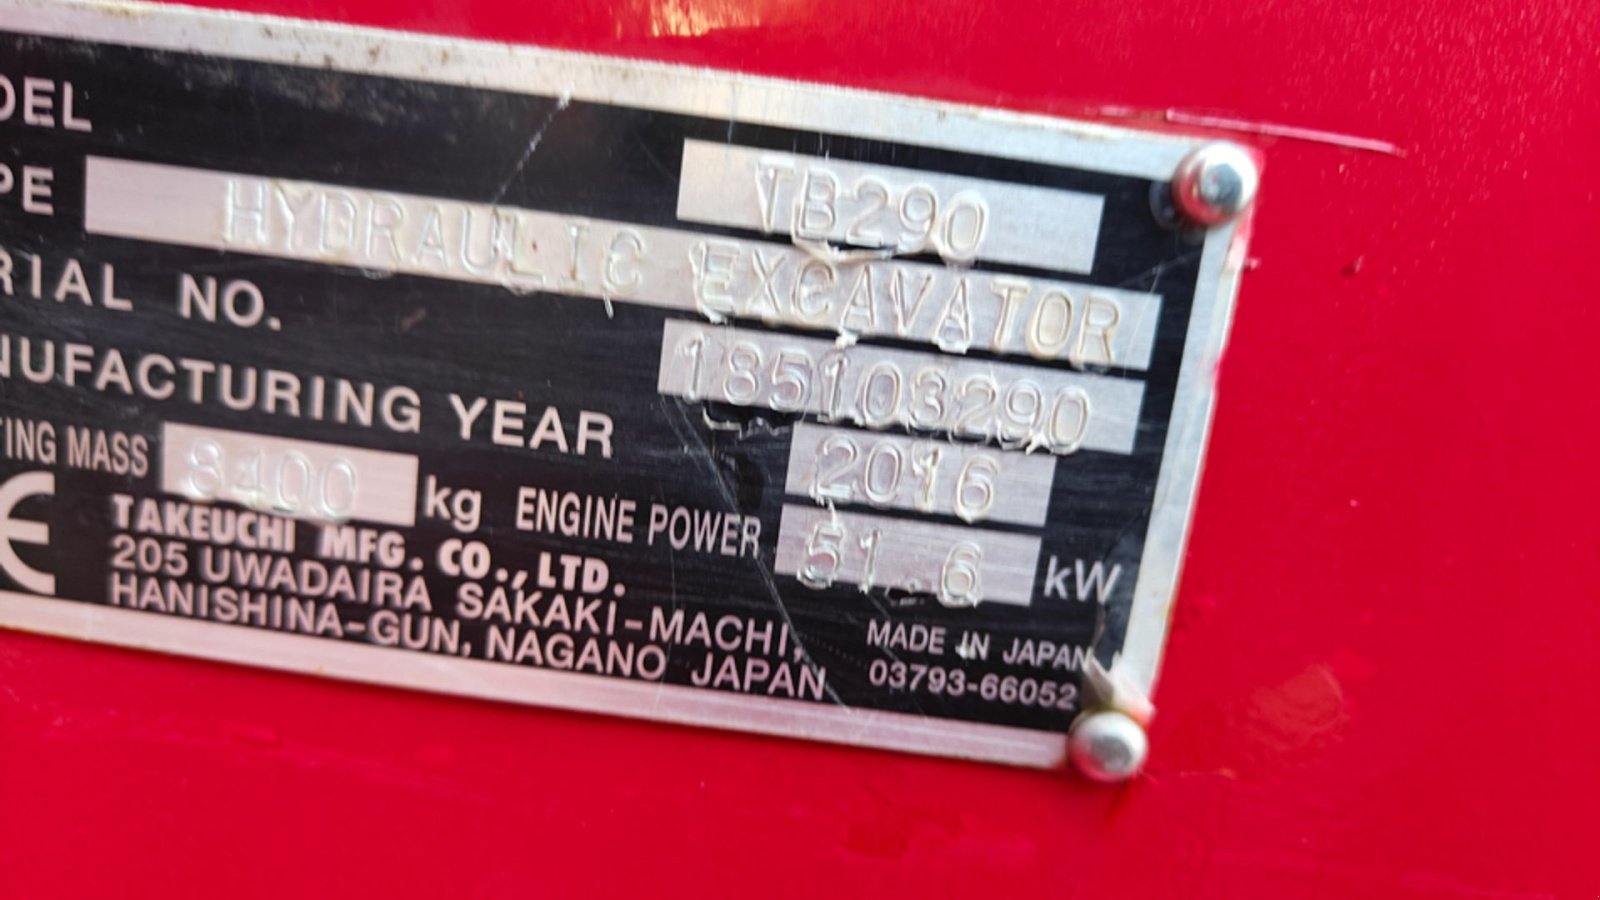 DEL TB290
PE HYDRAULIC EXCAVATOR
RIAL NO. 185103290
NUFACTURING YEAR 2016
TING MASS 8400 kg ENGINE POWER 51.6 kW
CE
TAKEUCHI MFG. CO.,LTD.
205 UWADAIRA SAKAKI-MACHI,
HANISHINA-GUN, NAGANO JAPAN
MADE IN JAPAN
03793-66052